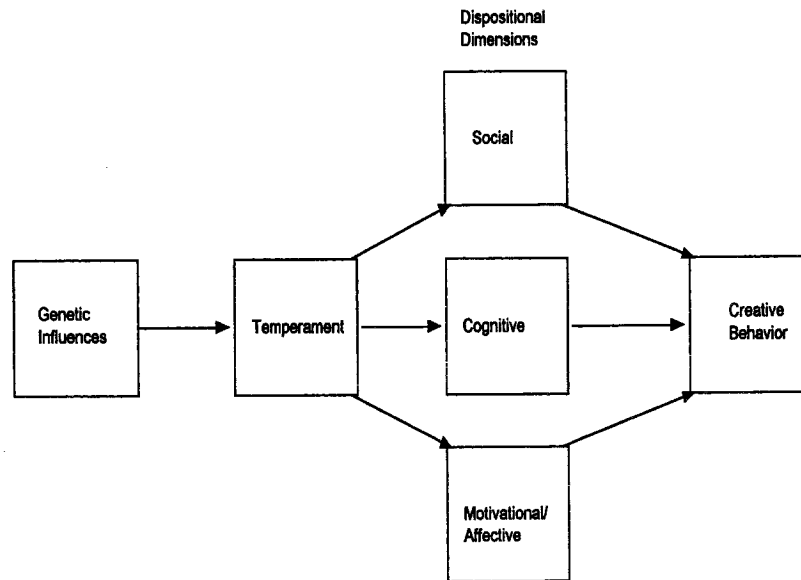 Dispositional
Dimensions
Social
Genetic
Influences
Temperament
Cognitive
Creative
Behavior
Motivational/
Affective